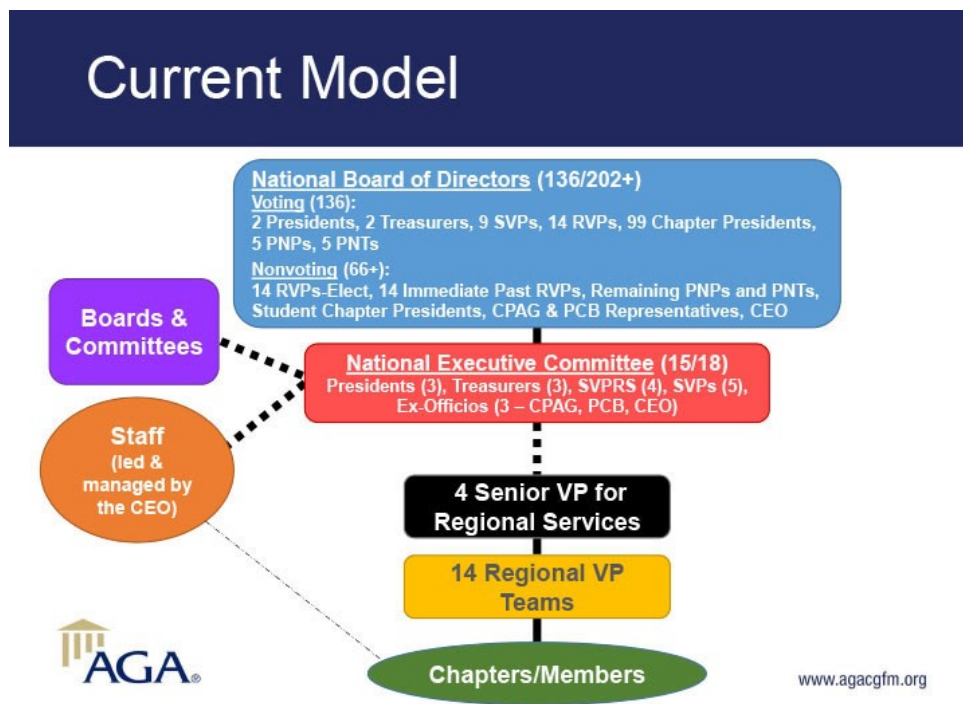 Current Model
National Board of Directors (136/202+)
Voting (136):
2 Presidents, 2 Treasurers, 9 SVPs, 14 RVPs, 99 Chapter Presidents,
5 PNPs, 5 PNTs
Nonvoting (66+):
14 RVPs-Elect, 14 Immediate Past RVPs, Remaining PNPs and PNTs,
Student Chapter Presidents, CPAG & PCB Representatives, CEO
Boards &
Committees
National Executive Committee (15/18)
Presidents (3), Treasurers (3), SVPRS (4), SVPs (5),
Ex-Officios (3 – CPAG, PCB, CEO)
Staff
(led &
managed by
the CEO)
4 Senior VP for
Regional Services
14 Regional VP
Teams
Chapters/Members
AGA®
www.agacgfm.org